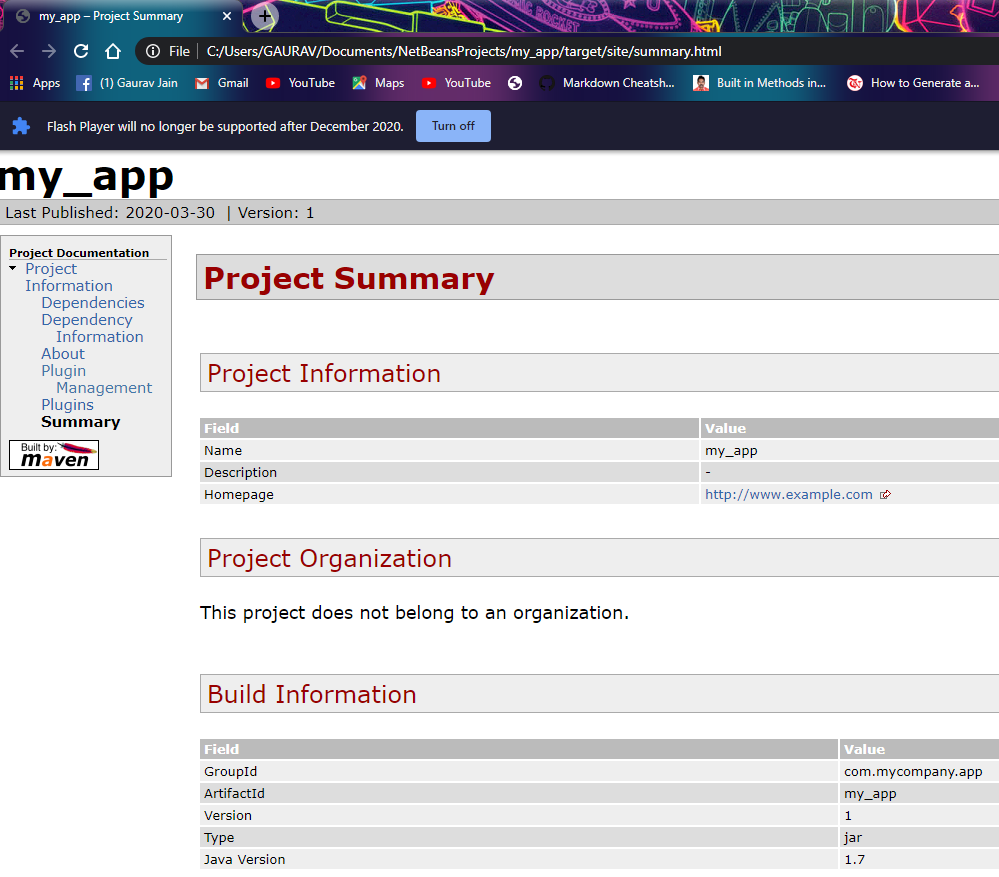 my_app – Project Summary
File C:/Users/GAURAV/Documents/NetBeansProjects/my_app/target/site/summary.html
Apps (1) Gaurav Jain Gmail YouTube Maps YouTube Markdown Cheatsh... Built in Methods in... How to Generate a...
Flash Player will no longer be supported after December 2020. Turn off
my_app
Last Published: 2020-03-30 | Version: 1
Project Documentation
Project
Information
Dependencies
Dependency
Information
About
Plugin
Management
Plugins
Summary
Built by:
maven
Project Summary
Project Information
Field Value
Name my_app
Description -
Homepage http://www.example.com
Project Organization
This project does not belong to an organization.
Build Information
Field Value
GroupId com.mycompany.app
ArtifactId my_app
Version 1
Type jar
Java Version 1.7